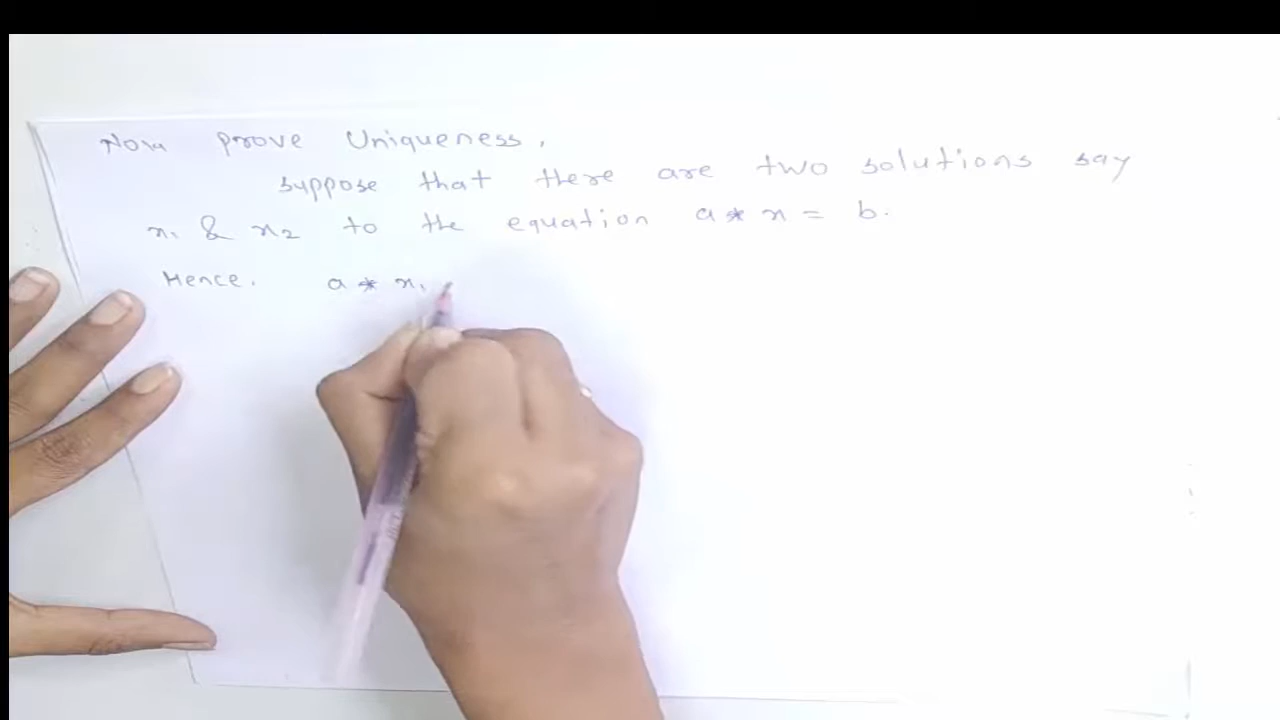 Now prove Uniqueness.
suppose that there are two solutions say
x₁ & x₂ to the equation a * x = b.
Hence. a * x₁